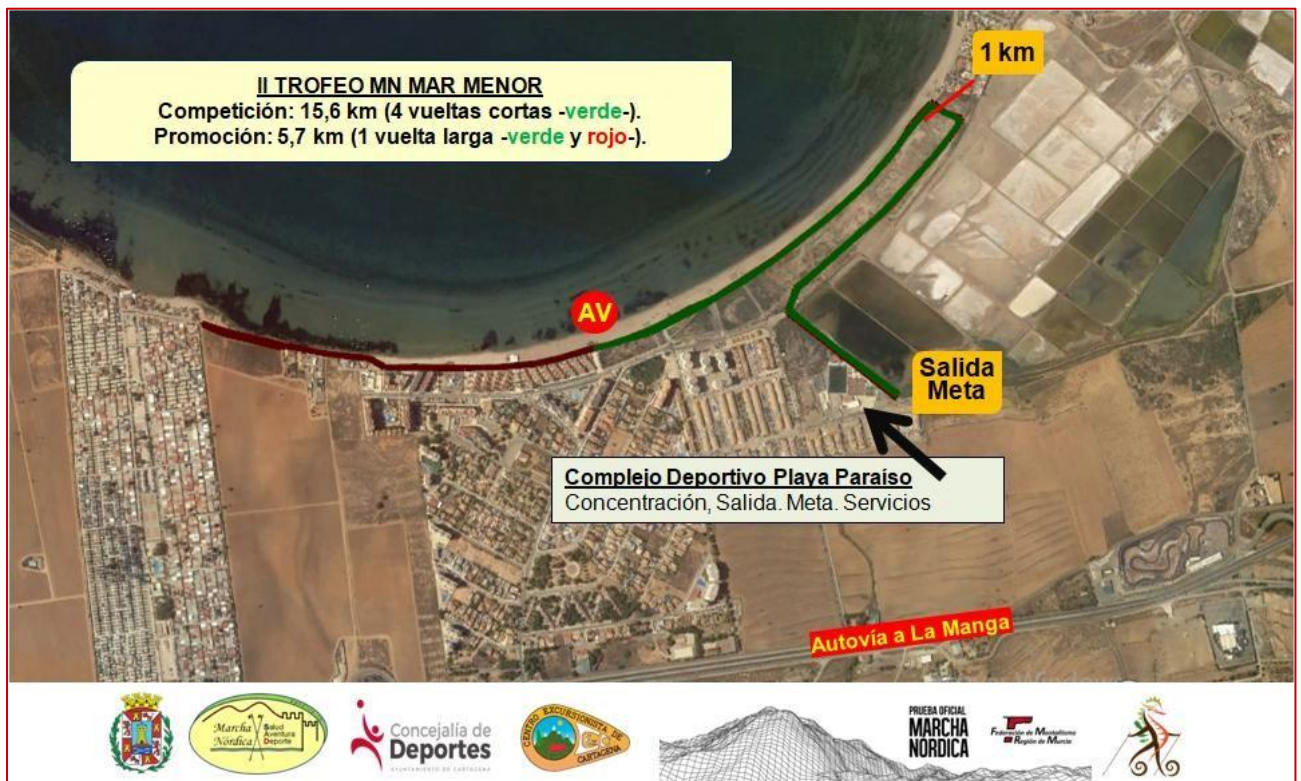 II TROFEO MN MAR MENOR
Competición: 15,6 km (4 vueltas cortas -verde-).
Promoción: 5,7 km (1 vuelta larga -verde y rojo-).
1 km
AV
Salida
Meta
Complejo Deportivo Playa Paraíso
Concentración, Salida. Meta. Servicios
Autovía a La Manga
Marcha
Nórdica
Salud
Aventura
Deporte
Concejalía de
Deportes
AYUNTAMIENTO DE CARTAGENA
CENTRO EXCURSIONISTA DE
CARTAGENA
PRUEBA OFICIAL
MARCHA
NÓRDICA
Federación de Montañismo
Región de Murcia